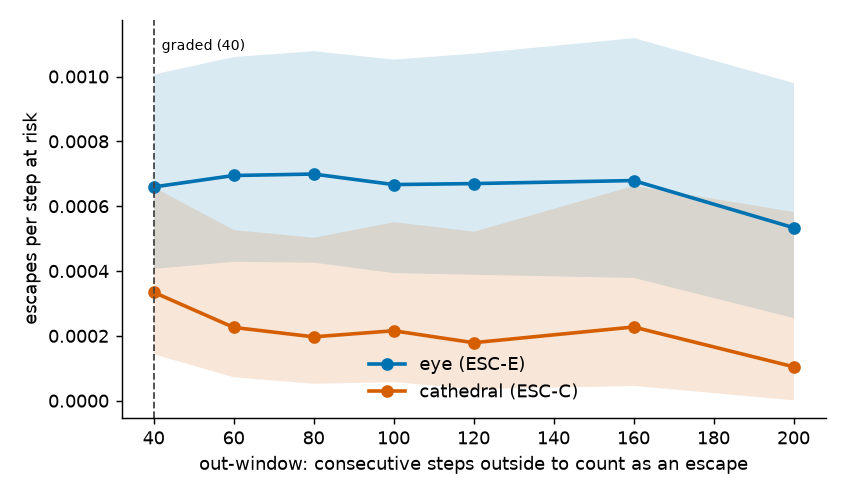 graded (40)
escapes per step at risk
0.0010
0.0008
0.0006
0.0004
0.0002
0.0000
eye (ESC-E)
cathedral (ESC-C)
40 60 80 100 120 140 160 180 200
out-window: consecutive steps outside to count as an escape